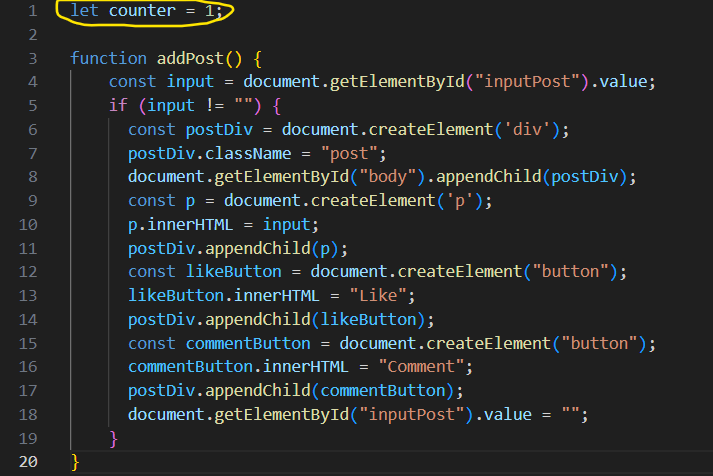 1 let counter = 1;
2
3 function addPost() {
4 const input = document.getElementById("inputPost").value;
5 if (input != "") {
6 const postDiv = document.createElement('div');
7 postDiv.className = "post";
8 document.getElementById("body").appendChild(postDiv);
9 const p = document.createElement('p');
10 p.innerHTML = input;
11 postDiv.appendChild(p);
12 const likeButton = document.createElement("button");
13 likeButton.innerHTML = "Like";
14 postDiv.appendChild(likeButton);
15 const commentButton = document.createElement("button");
16 commentButton.innerHTML = "Comment";
17 postDiv.appendChild(commentButton);
18 document.getElementById("inputPost").value = "";
19 }
20 }